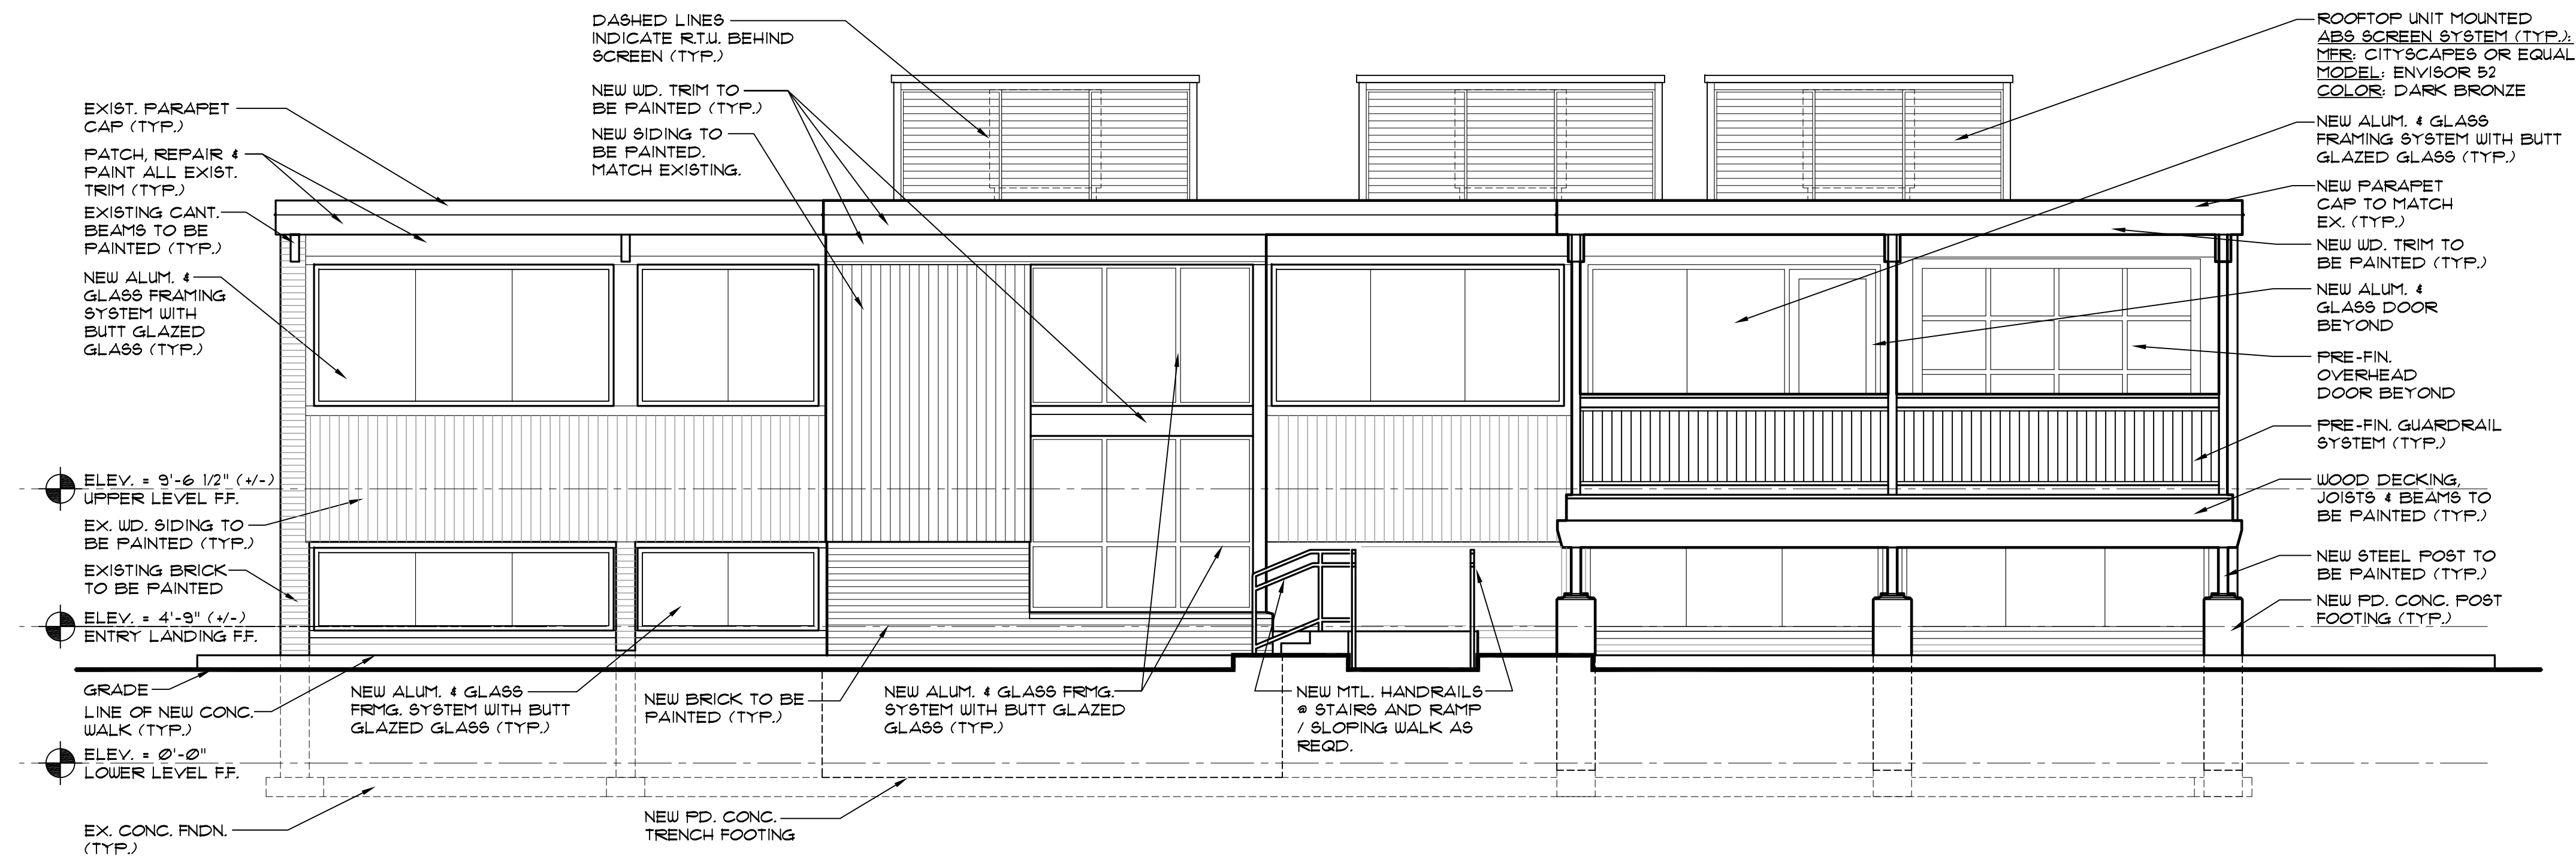 DASHED LINES
INDICATE R.T.U. BEHIND
SCREEN (TYP.)
NEW WD. TRIM TO
BE PAINTED (TYP.)
NEW SIDING TO
BE PAINTED.
MATCH EXISTING.
EXIST. PARAPET
CAP (TYP.)
PATCH, REPAIR &
PAINT ALL EXIST.
TRIM (TYP.)
EXISTING CANT.
BEAMS TO BE
PAINTED (TYP.)
NEW ALUM. &
GLASS FRAMING
SYSTEM WITH
BUTT GLAZED
GLASS (TYP.)
ELEV. = 9'-6 1/2" (+/-)
UPPER LEVEL F.F.
EX. WD. SIDING TO
BE PAINTED (TYP.)
EXISTING BRICK
TO BE PAINTED
ELEV. = 4'-9" (+/-)
ENTRY LANDING F.F.
GRADE
LINE OF NEW CONC.
WALK (TYP.)
ELEV. = 0'-0"
LOWER LEVEL F.F.
EX. CONC. FNDN.
(TYP.)
NEW ALUM. & GLASS
FRMG. SYSTEM WITH BUTT
GLAZED GLASS (TYP.)
NEW BRICK TO BE
PAINTED (TYP.)
NEW PD. CONC.
TRENCH FOOTING
NEW ALUM. & GLASS FRMG.
SYSTEM WITH BUTT GLAZED
GLASS (TYP.)
NEW MTL. HANDRAILS
@ STAIRS AND RAMP
/ SLOPING WALK AS
REQD.
ROOFTOP UNIT MOUNTED
ABS SCREEN SYSTEM (TYP.):
MFR: CITYSCAPES OR EQUAL
MODEL: ENVISOR 52
COLOR: DARK BRONZE
NEW ALUM. & GLASS
FRAMING SYSTEM WITH BUTT
GLAZED GLASS (TYP.)
NEW PARAPET
CAP TO MATCH
EX. (TYP.)
NEW WD. TRIM TO
BE PAINTED (TYP.)
NEW ALUM. &
GLASS DOOR
BEYOND
PRE-FIN.
OVERHEAD
DOOR BEYOND
PRE-FIN. GUARDRAIL
SYSTEM (TYP.)
WOOD DECKING,
JOISTS & BEAMS TO
BE PAINTED (TYP.)
NEW STEEL POST TO
BE PAINTED (TYP.)
NEW PD. CONC. POST
FOOTING (TYP.)